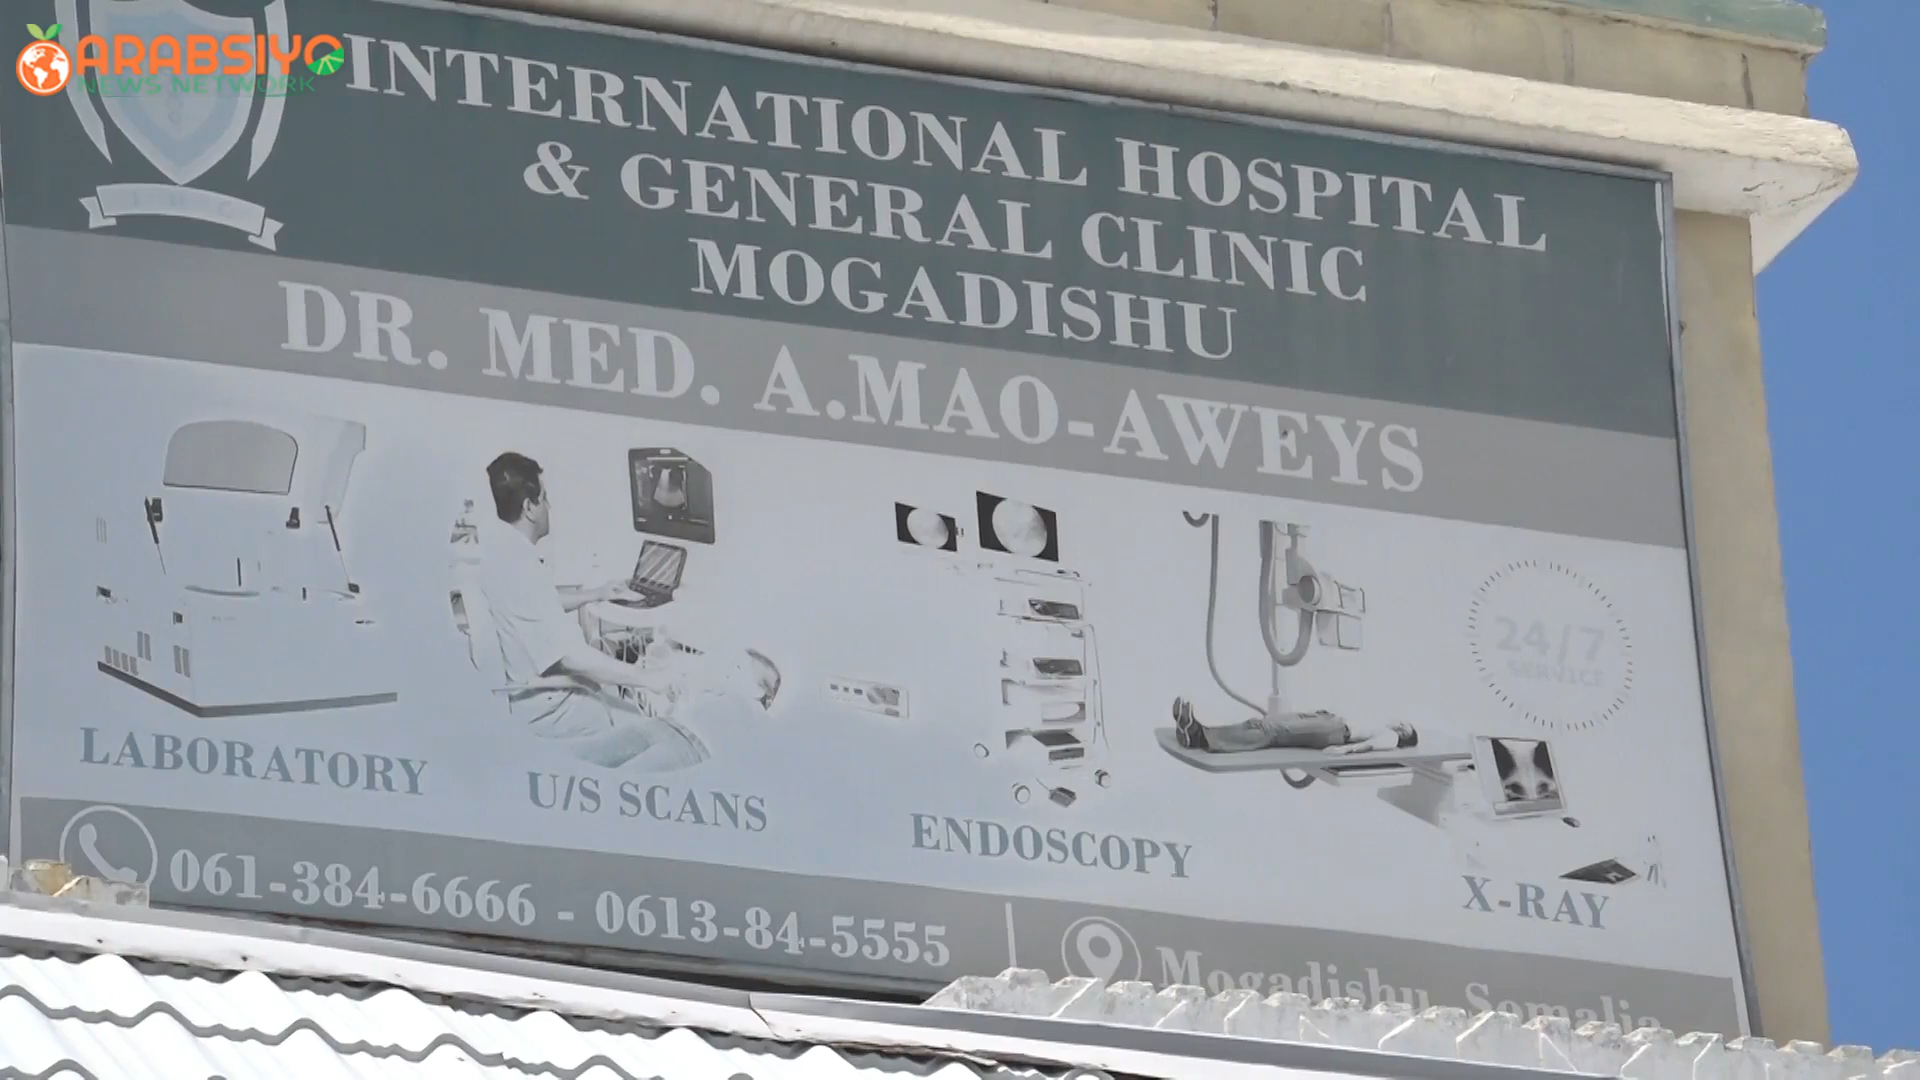 ARABSIYO
NEWS NETWORK
INTERNATIONAL HOSPITAL
& GENERAL CLINIC
MOGADISHU
DR. MED. A.MAO-AWEYS
24/7
SERVICE
LABORATORY
U/S SCANS
ENDOSCOPY
X-RAY
061-384-6666 - 0613-84-5555
Mogadishu, Somalia